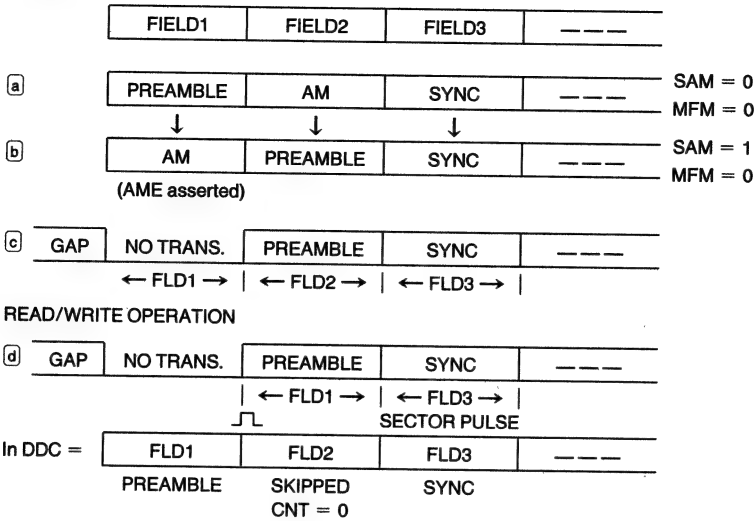 FIELD1 FIELD2 FIELD3 ———
a PREAMBLE AM SYNC ——— SAM = 0
MFM = 0
↓ ↓ ↓
b AM PREAMBLE SYNC ——— SAM = 1
MFM = 0
(AME asserted)
c GAP NO TRANS. PREAMBLE SYNC ———
← FLD1 → | ← FLD2 → | ← FLD3 → |
READ/WRITE OPERATION
d GAP NO TRANS. PREAMBLE SYNC ———
| ← FLD1 → | ← FLD3 → |
SECTOR PULSE
In DDC = FLD1 FLD2 FLD3 ———
PREAMBLE SKIPPED SYNC
CNT = 0